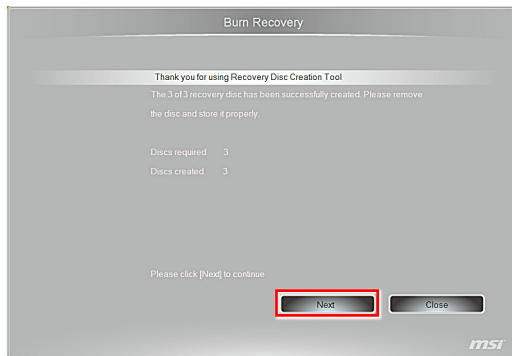 Burn Recovery
Thank you for using Recovery Disc Creation Tool
The 3 of 3 recovery disc has been successfully created. Please remove
the disc and store it properly.
Discs required 3
Discs created 3
Please click [Next] to continue
Next Close
msi